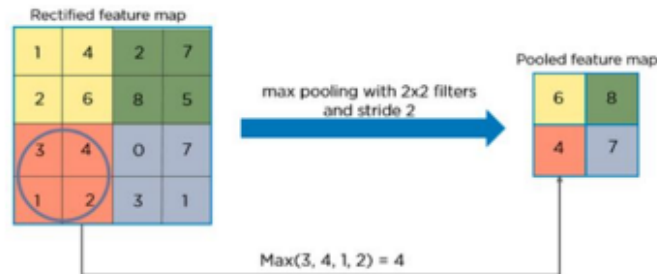 Rectified feature map
1 4 2 7
2 6 8 5
3 4 0 7
1 2 3 1
max pooling with 2x2 filters
and stride 2
Pooled feature map
6 8
4 7
Max(3, 4, 1, 2) = 4